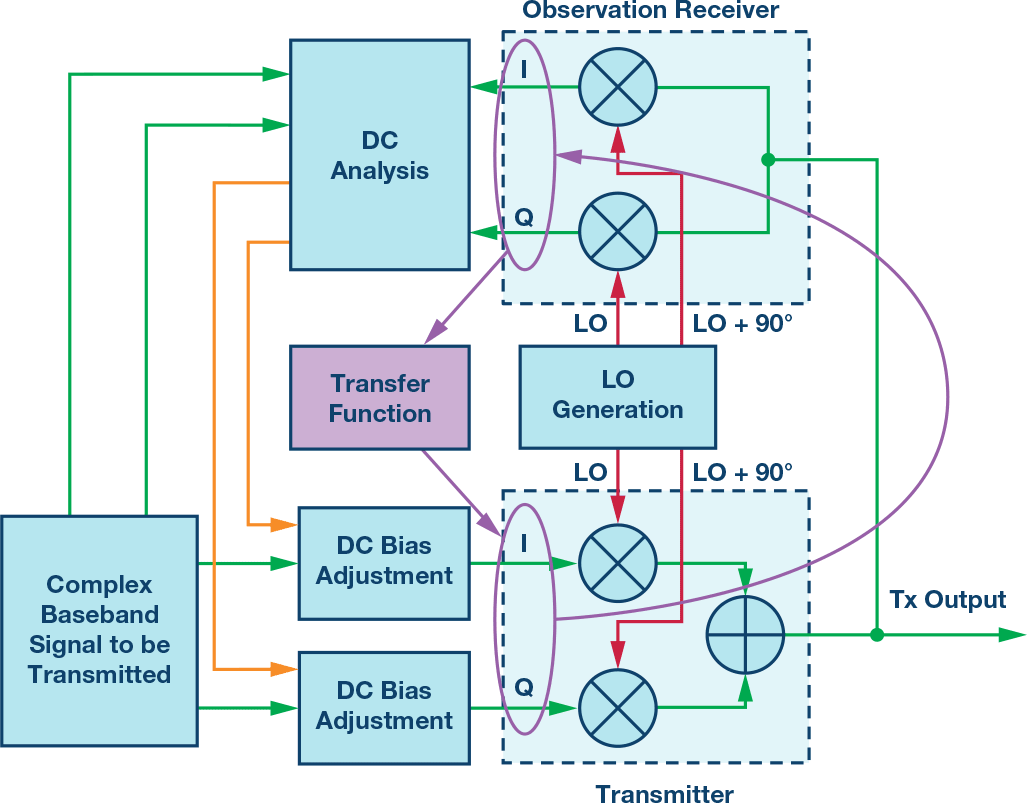 Observation Receiver
I
DC
Analysis
Q
LO
LO + 90°
Transfer
Function
LO
Generation
LO
LO + 90°
DC Bias
Adjustment
I
Complex
Baseband
Signal to be
Transmitted
Tx Output
DC Bias
Adjustment
Q
Transmitter